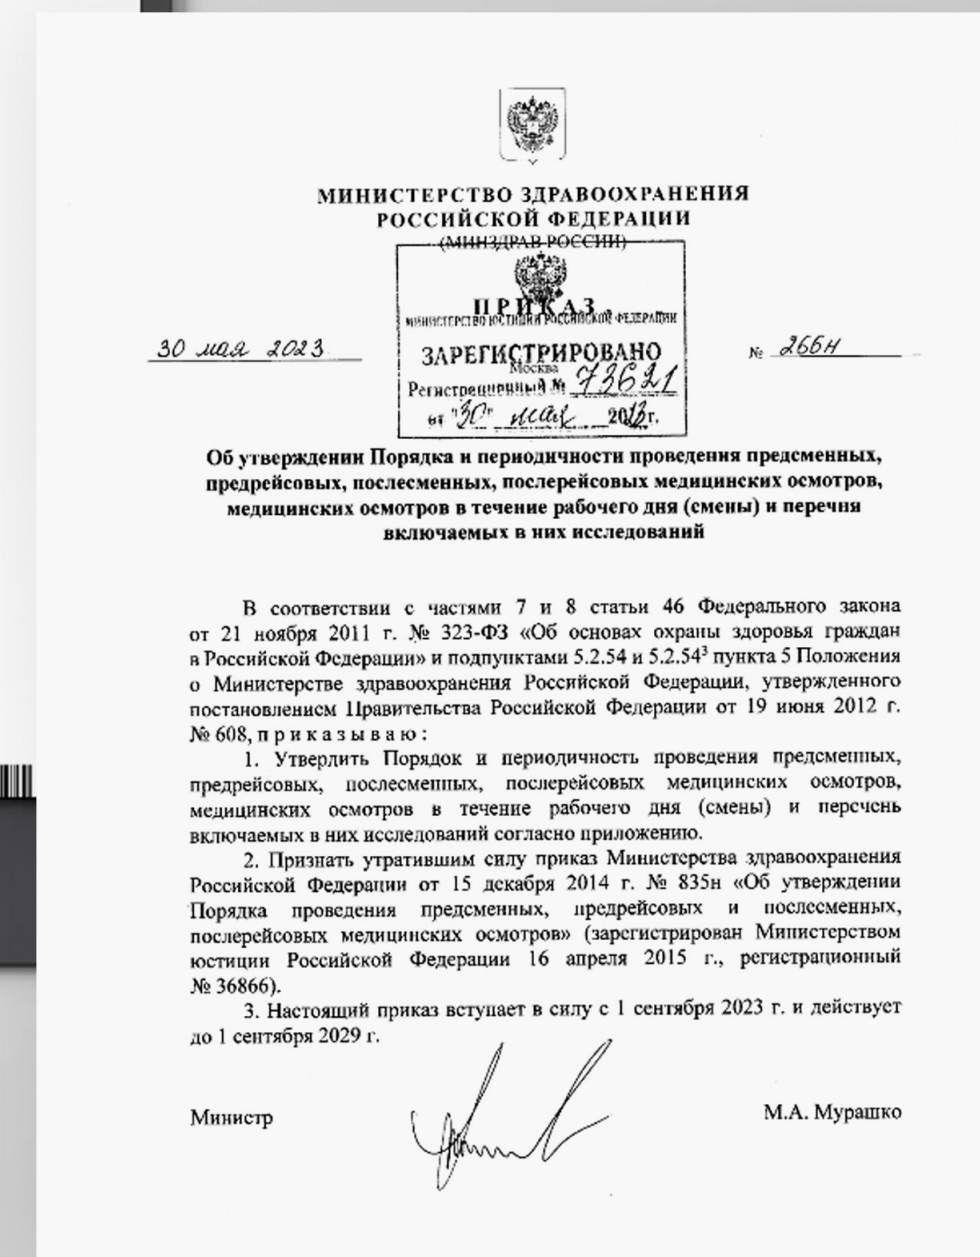 МИНИСТЕРСТВО ЗДРАВООХРАНЕНИЯ
РОССИЙСКОЙ ФЕДЕРАЦИИ
(МИНЗДРАВ РОССИИ)
ПРИКАЗ
МИНИСТЕРСТВО ЮСТИЦИИ РОССИЙСКОЙ ФЕДЕРАЦИИ
30 мая 2023
№ 266н
ЗАРЕГИСТРИРОВАНО
Москва
Регистрационный № 73621
от "30" мая 2023г.
Об утверждении Порядка и периодичности проведения предсменных,
предрейсовых, послесменных, послерейсовых медицинских осмотров,
медицинских осмотров в течение рабочего дня (смены) и перечня
включаемых в них исследований
В соответствии с частями 7 и 8 статьи 46 Федерального закона
от 21 ноября 2011 г. № 323-ФЗ «Об основах охраны здоровья граждан
в Российской Федерации» и подпунктами 5.2.54 и 5.2.54³ пункта 5 Положения
о Министерстве здравоохранения Российской Федерации, утвержденного
постановлением Правительства Российской Федерации от 19 июня 2012 г.
№ 608, п р и к а з ы в а ю :
1. Утвердить Порядок и периодичность проведения предсменных,
предрейсовых, послесменных, послерейсовых медицинских осмотров,
медицинских осмотров в течение рабочего дня (смены) и перечень
включаемых в них исследований согласно приложению.
2. Признать утратившим силу приказ Министерства здравоохранения
Российской Федерации от 15 декабря 2014 г. № 835н «Об утверждении
Порядка проведения предсменных, предрейсовых и послесменных,
послерейсовых медицинских осмотров» (зарегистрирован Министерством
юстиции Российской Федерации 16 апреля 2015 г., регистрационный
№ 36866).
3. Настоящий приказ вступает в силу с 1 сентября 2023 г. и действует
до 1 сентября 2029 г.
Министр
М.А. Мурашко